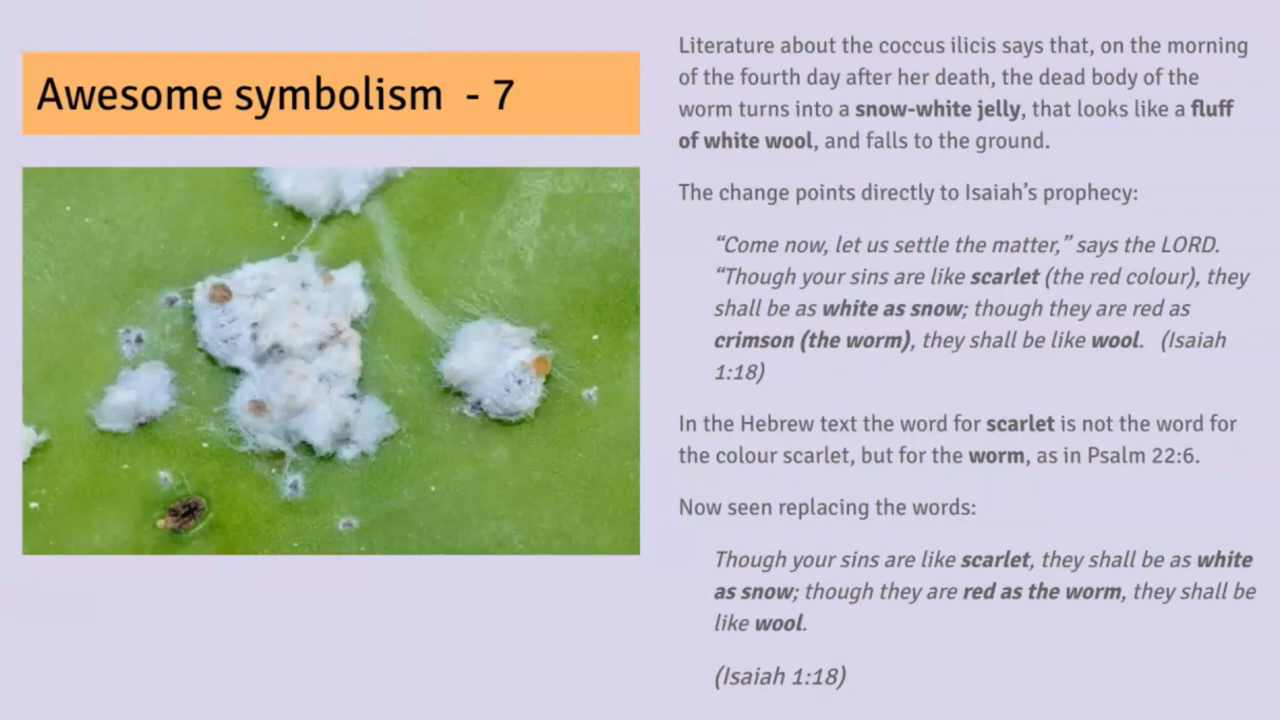 Awesome symbolism - 7
Literature about the coccus ilicis says that, on the morning
of the fourth day after her death, the dead body of the
worm turns into a snow-white jelly, that looks like a fluff
of white wool, and falls to the ground.
The change points directly to Isaiah’s prophecy:
“Come now, let us settle the matter,” says the LORD.
“Though your sins are like scarlet (the red colour), they
shall be as white as snow; though they are red as
crimson (the worm), they shall be like wool. (Isaiah
1:18)
In the Hebrew text the word for scarlet is not the word for
the colour scarlet, but for the worm, as in Psalm 22:6.
Now seen replacing the words:
Though your sins are like scarlet, they shall be as white
as snow; though they are red as the worm, they shall be
like wool.
(Isaiah 1:18)